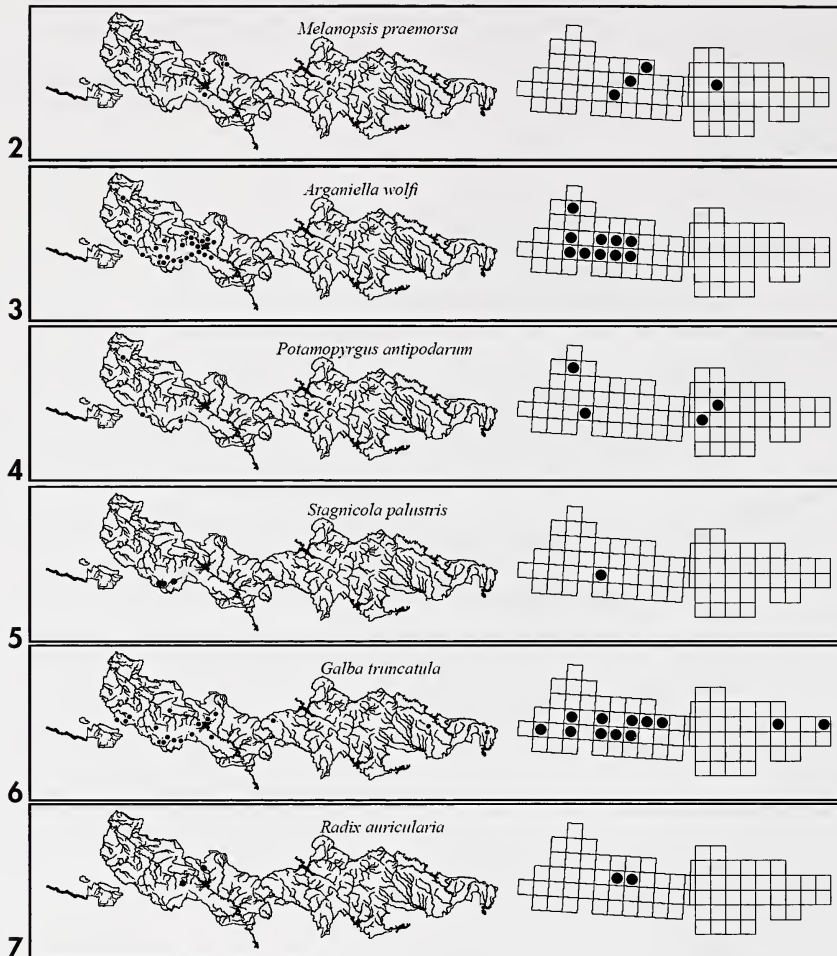 Melanopsis praemorsa
2
Arganiella wolfi
3
Potamopyrgus antipodarum
4
Stagnicola palustris
5
Galba truncatula
6
Radix auricularia
7